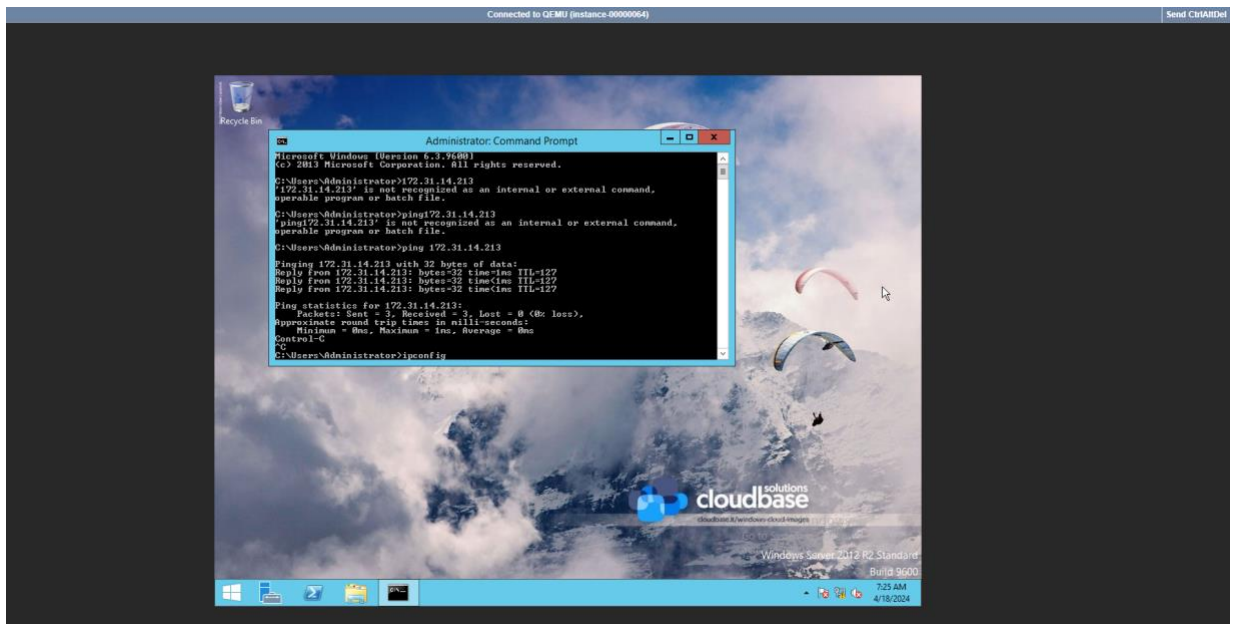 Connected to QEMU (instance-00000064)
Send CtrlAltDel
Recycle Bin
Administrator: Command Prompt
Microsoft Windows [Version 6.3.9600]
(c) 2013 Microsoft Corporation. All rights reserved.
C:\Users\Administrator>172.31.14.213
'172.31.14.213' is not recognized as an internal or external command,
operable program or batch file.
C:\Users\Administrator>ping172.31.14.213
'ping172.31.14.213' is not recognized as an internal or external command,
operable program or batch file.
C:\Users\Administrator>ping 172.31.14.213
Pinging 172.31.14.213 with 32 bytes of data:
Reply from 172.31.14.213: bytes=32 time=1ms TTL=127
Reply from 172.31.14.213: bytes=32 time<1ms TTL=127
Reply from 172.31.14.213: bytes=32 time<1ms TTL=127
Ping statistics for 172.31.14.213:
Packets: Sent = 3, Received = 3, Lost = 0 (0% loss),
Approximate round trip times in milli-seconds:
Minimum = 0ms, Maximum = 1ms, Average = 0ms
Control-C
^C
C:\Users\Administrator>ipconfig
cloudbase solutions
cloudbase.it/windows-cloud-images
Windows Server 2012 R2 Standard
Build 9600
7:25 AM
4/18/2024